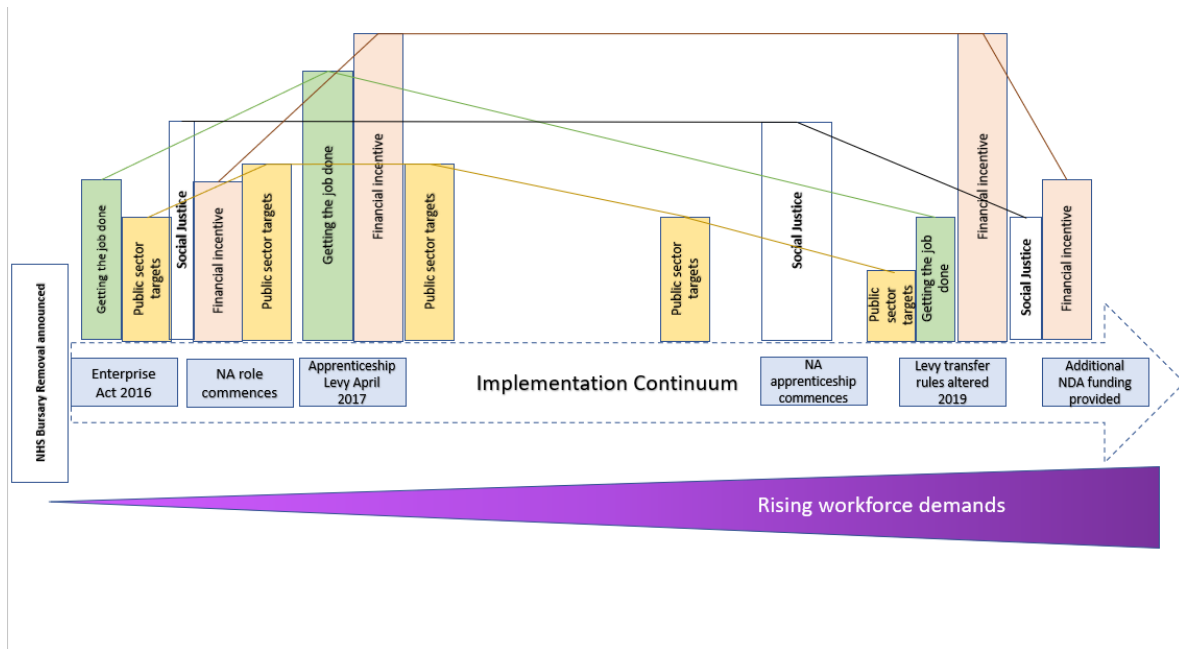 NHS Bursary Removal announced
Getting the job done
Public sector
targets
Social Justice
Financial incentive
Public sector targets
Getting the job done
Financial incentive
Public sector targets
Public sector
targets
Social Justice
Public
sector
targets
Getting the job
done
Financial incentive
Social Justice
Financial incentive
Enterprise
Act 2016
NA role
commences
Apprenticeship
Levy April
2017
Implementation Continuum
NA
apprenticeship
commences
Levy transfer
rules altered
2019
Additional
NDA funding
provided
Rising workforce demands